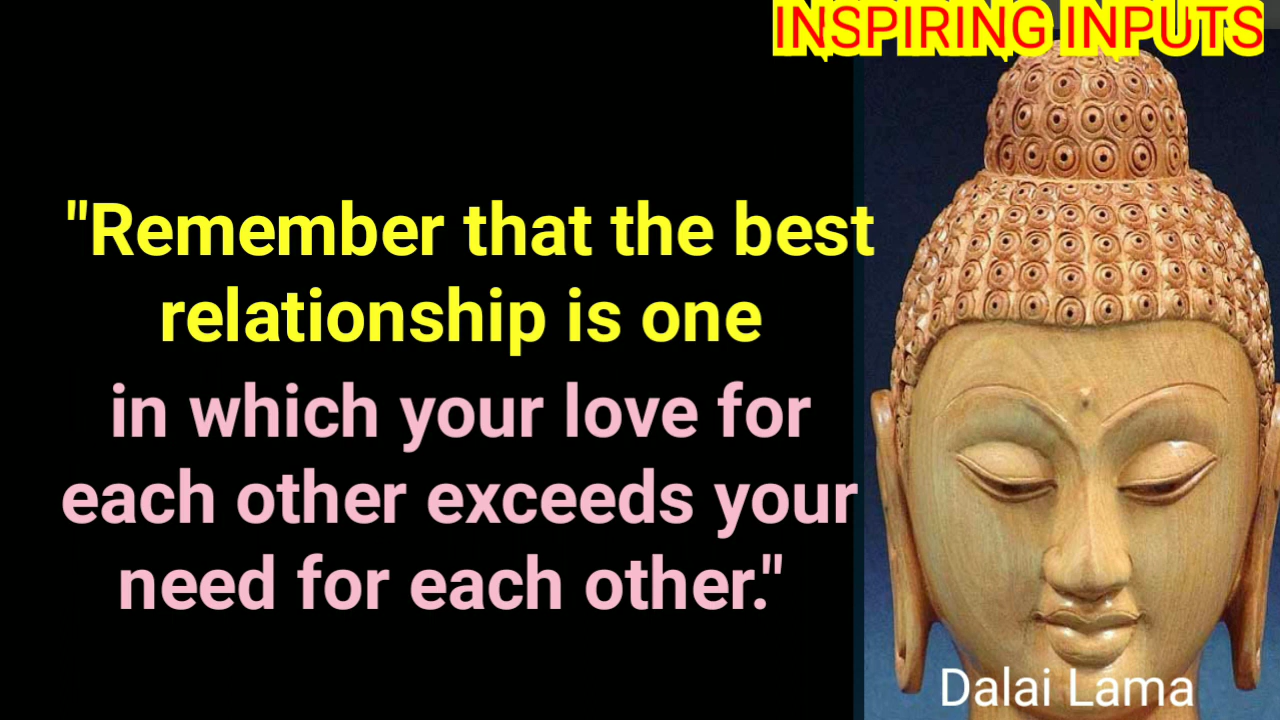 INSPIRING INPUTS
"Remember that the best
relationship is one
in which your love for
each other exceeds your
need for each other."
Dalai Lama